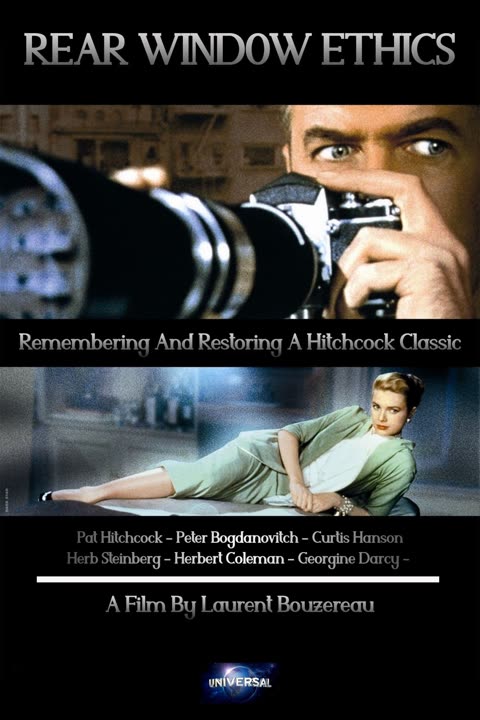 REAR WINDOW ETHICS
Remembering And Restoring A Hitchcock Classic
Pat Hitchcock - Peter Bogdanovitch - Curtis Hanson
Herb Steinberg - Herbert Coleman - Georgine Darcy -
A Film By Laurent Bouzereau
UNIVERSAL